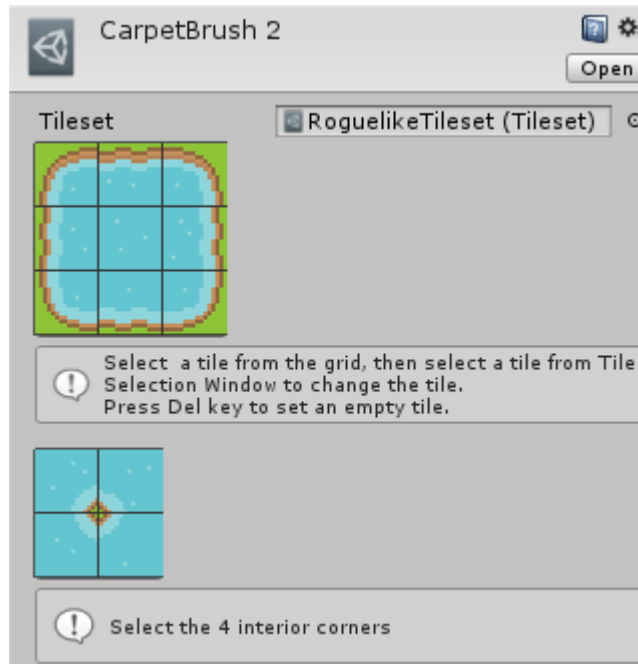 CarpetBrush 2
Open
Tileset
RoguelikeTileset (Tileset)
Select a tile from the grid, then select a tile from Tile
Selection Window to change the tile.
Press Del key to set an empty tile.
Select the 4 interior corners